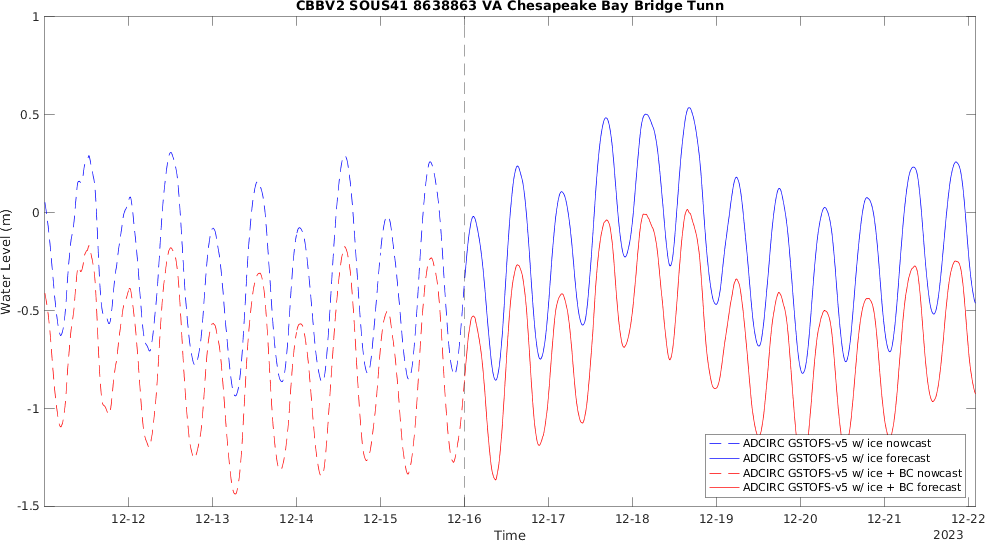 CBBV2 SOUS41 8638863 VA Chesapeake Bay Bridge Tunn
1
0.5
0
-0.5
-1
-1.5
Water Level (m)
ADCIRC GSTOFS-v5 w/ ice nowcast
ADCIRC GSTOFS-v5 w/ ice forecast
ADCIRC GSTOFS-v5 w/ ice + BC nowcast
ADCIRC GSTOFS-v5 w/ ice + BC forecast
12-12 12-13 12-14 12-15 12-16 12-17 12-18 12-19 12-20 12-21 12-22
Time
2023